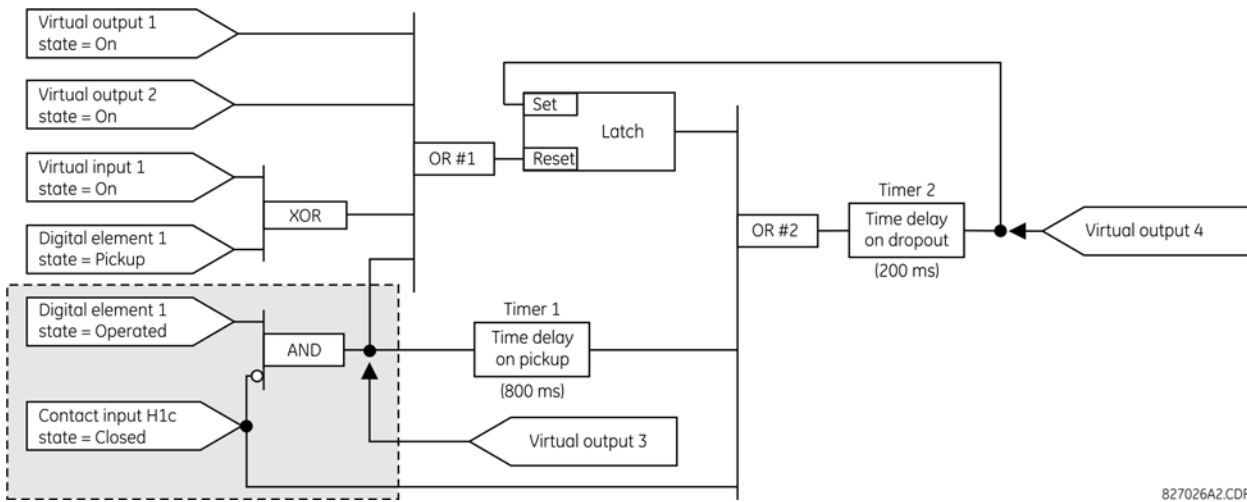 Virtual output 1
state = On
Virtual output 2
state = On
Virtual input 1
state = On
Digital element 1
state = Pickup
XOR
OR #1
Set
Reset
Latch
Digital element 1
state = Operated
AND
Contact input H1c
state = Closed
Timer 1
Time delay
on pickup
(800 ms)
Virtual output 3
OR #2
Timer 2
Time delay
on dropout
(200 ms)
Virtual output 4
827026A2.CDR